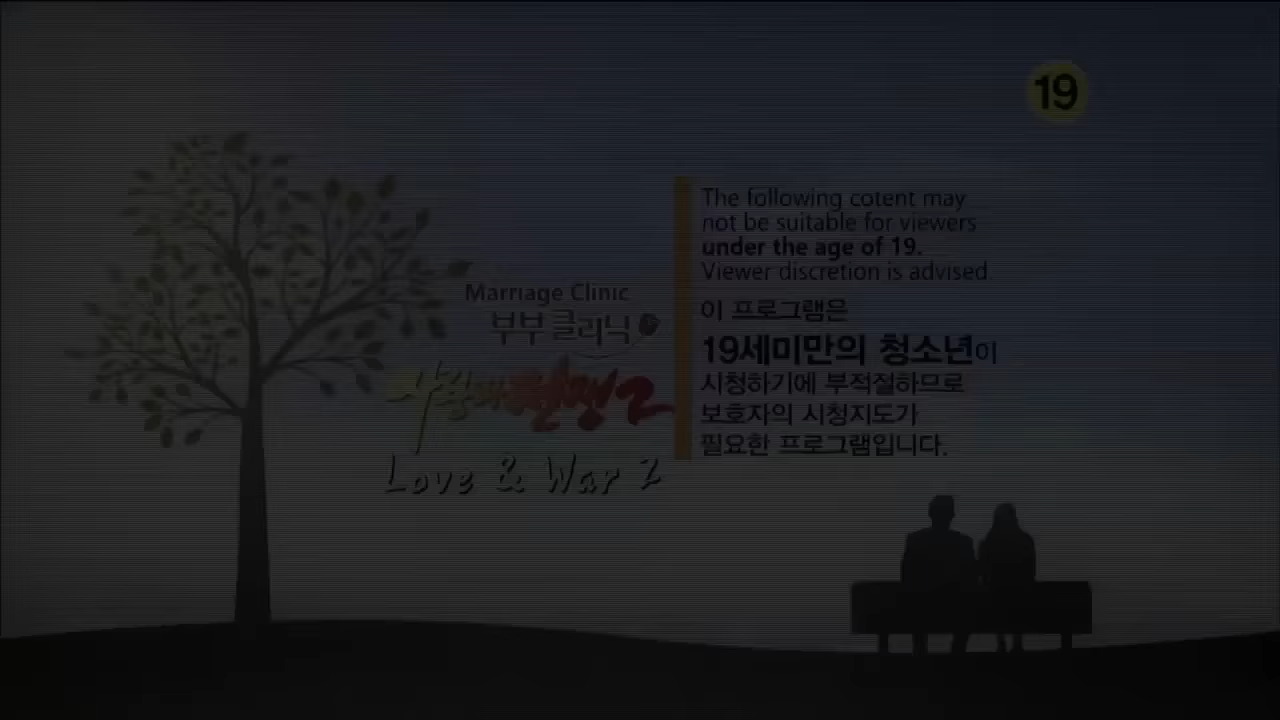 19
Marriage Clinic
부부클리닉
사랑과 전쟁2
Love & War 2
The following cotent may
not be suitable for viewers
under the age of 19.
Viewer discretion is advised
이 프로그램은
19세미만의 청소년이
시청하기에 부적절하므로
보호자의 시청지도가
필요한 프로그램입니다.